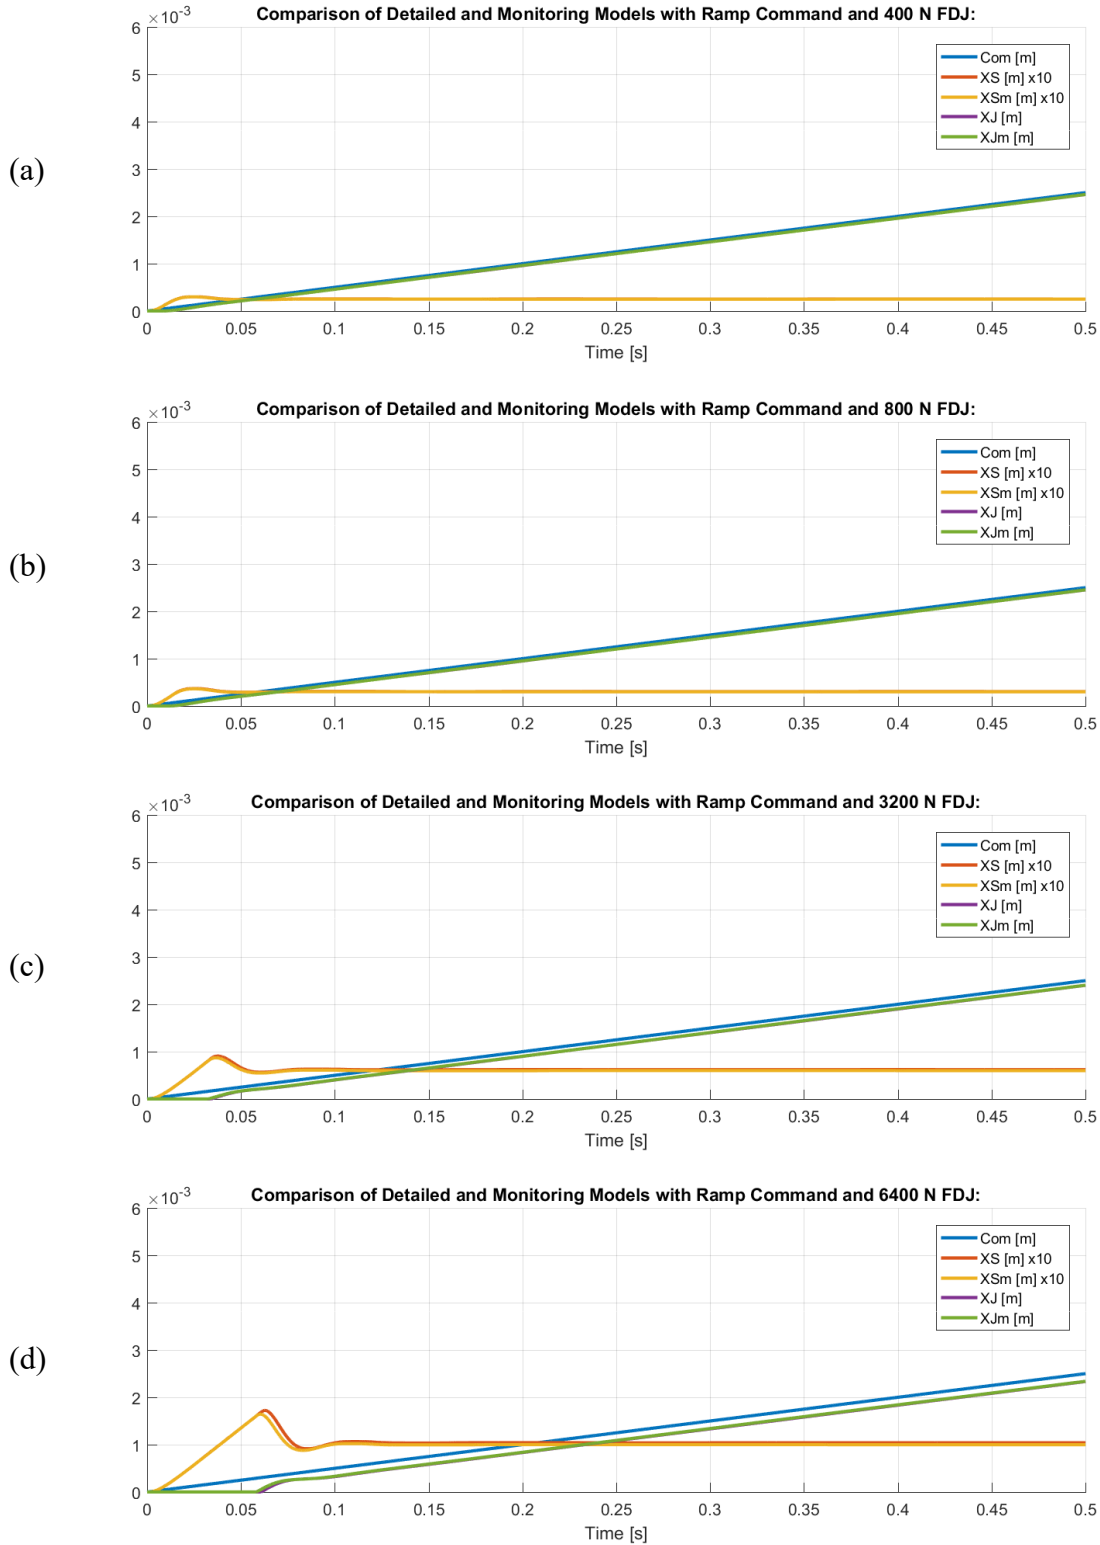 Comparison of Detailed and Monitoring Models with Ramp Command and 400 N FDJ:
×10-3
6
5
4
3
2
1
0
Com [m]
XS [m] x10
XSm [m] x10
XJ [m]
XJm [m]
(a)
0 0.05 0.1 0.15 0.2 0.25 0.3 0.35 0.4 0.45 0.5
Time [s]
Comparison of Detailed and Monitoring Models with Ramp Command and 800 N FDJ:
×10-3
6
5
4
3
2
1
0
Com [m]
XS [m] x10
XSm [m] x10
XJ [m]
XJm [m]
(b)
0 0.05 0.1 0.15 0.2 0.25 0.3 0.35 0.4 0.45 0.5
Time [s]
Comparison of Detailed and Monitoring Models with Ramp Command and 3200 N FDJ:
×10-3
6
5
4
3
2
1
0
Com [m]
XS [m] x10
XSm [m] x10
XJ [m]
XJm [m]
(c)
0 0.05 0.1 0.15 0.2 0.25 0.3 0.35 0.4 0.45 0.5
Time [s]
Comparison of Detailed and Monitoring Models with Ramp Command and 6400 N FDJ:
×10-3
6
5
4
3
2
1
0
Com [m]
XS [m] x10
XSm [m] x10
XJ [m]
XJm [m]
(d)
0 0.05 0.1 0.15 0.2 0.25 0.3 0.35 0.4 0.45 0.5
Time [s]